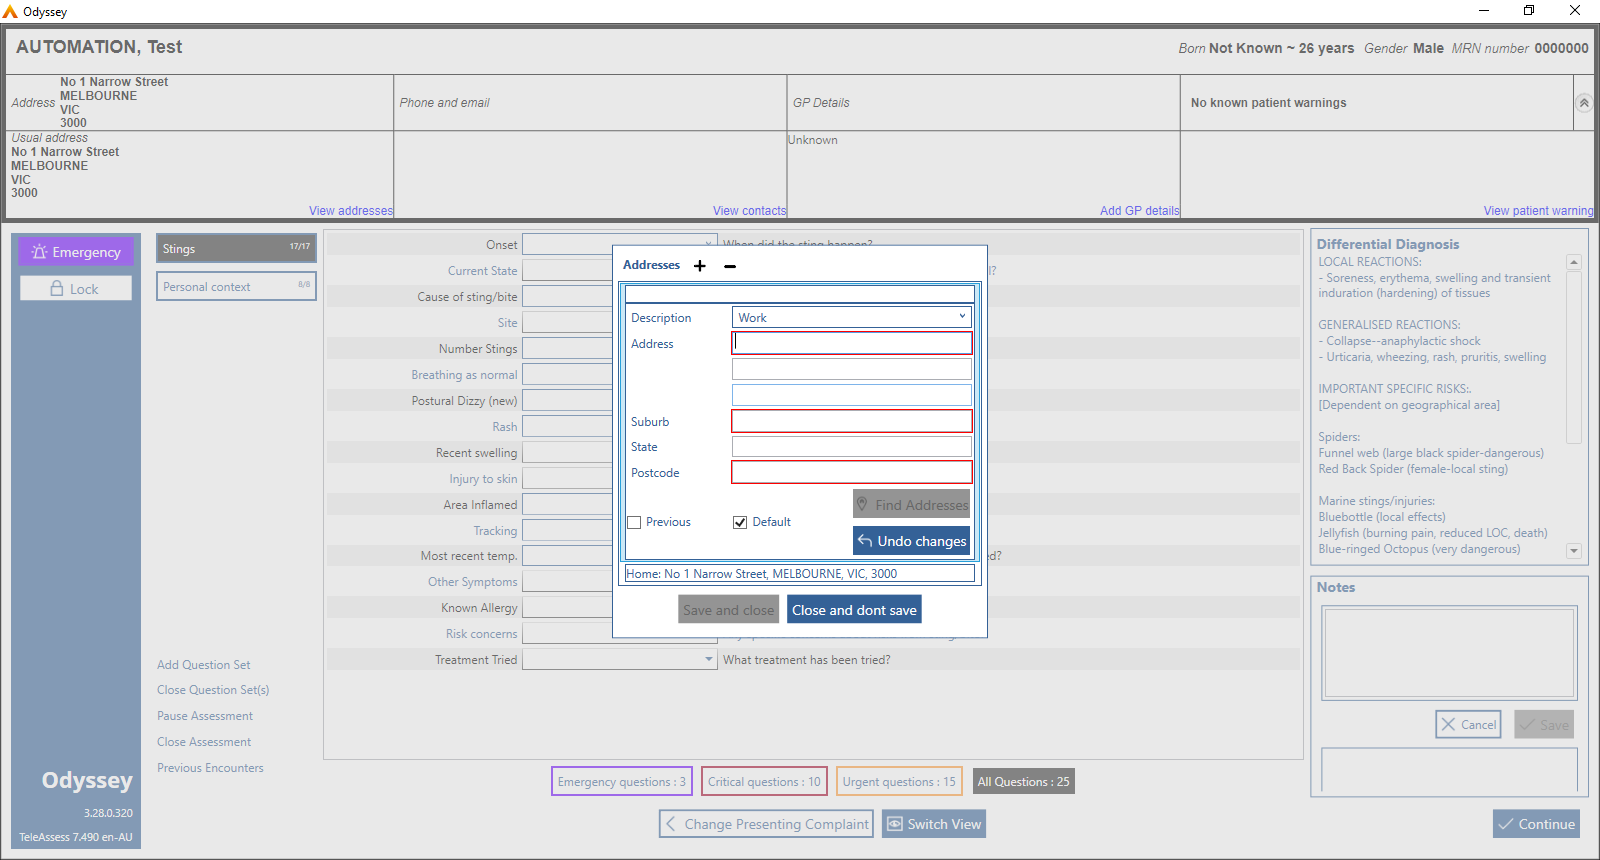 Odyssey
AUTOMATION, Test
Born Not Known ~ 26 years Gender Male MRN number 0000000
Address No 1 Narrow Street
MELBOURNE
VIC
3000
Phone and email
GP Details
No known patient warnings
Usual address
No 1 Narrow Street
MELBOURNE
VIC
3000
View addresses
View contacts
Unknown
Add GP details
View patient warning
Emergency
Lock
Odyssey
3.28.0.320
TeleAssess 7.490 en-AU
Stings 17/17
Personal context 8/8
Add Question Set
Close Question Set(s)
Pause Assessment
Close Assessment
Previous Encounters
Onset When did the sting happen?
Current State
Cause of sting/bite
Site
Number Stings
Breathing as normal
Postural Dizzy (new)
Rash
Recent swelling
Injury to skin
Area Inflamed
Tracking
Most recent temp.
Other Symptoms
Known Allergy
Risk concerns
Treatment Tried What treatment has been tried?
Addresses + −
Description Work
Address
Suburb
State
Postcode
Find Addresses
Previous Default
Undo changes
Home: No 1 Narrow Street, MELBOURNE, VIC, 3000
Save and close Close and dont save
Emergency questions : 3 Critical questions : 10 Urgent questions : 15 All Questions : 25
Change Presenting Complaint Switch View
Differential Diagnosis
LOCAL REACTIONS:
- Soreness, erythema, swelling and transient
induration (hardening) of tissues
GENERALISED REACTIONS:
- Collapse--anaphylactic shock
- Urticaria, wheezing, rash, pruritis, swelling
IMPORTANT SPECIFIC RISKS:.
[Dependent on geographical area]
Spiders:
Funnel web (large black spider-dangerous)
Red Back Spider (female-local sting)
Marine stings/injuries:
Bluebottle (local effects)
Jellyfish (burning pain, reduced LOC, death)
Blue-ringed Octopus (very dangerous)
Notes
Cancel Save
Continue